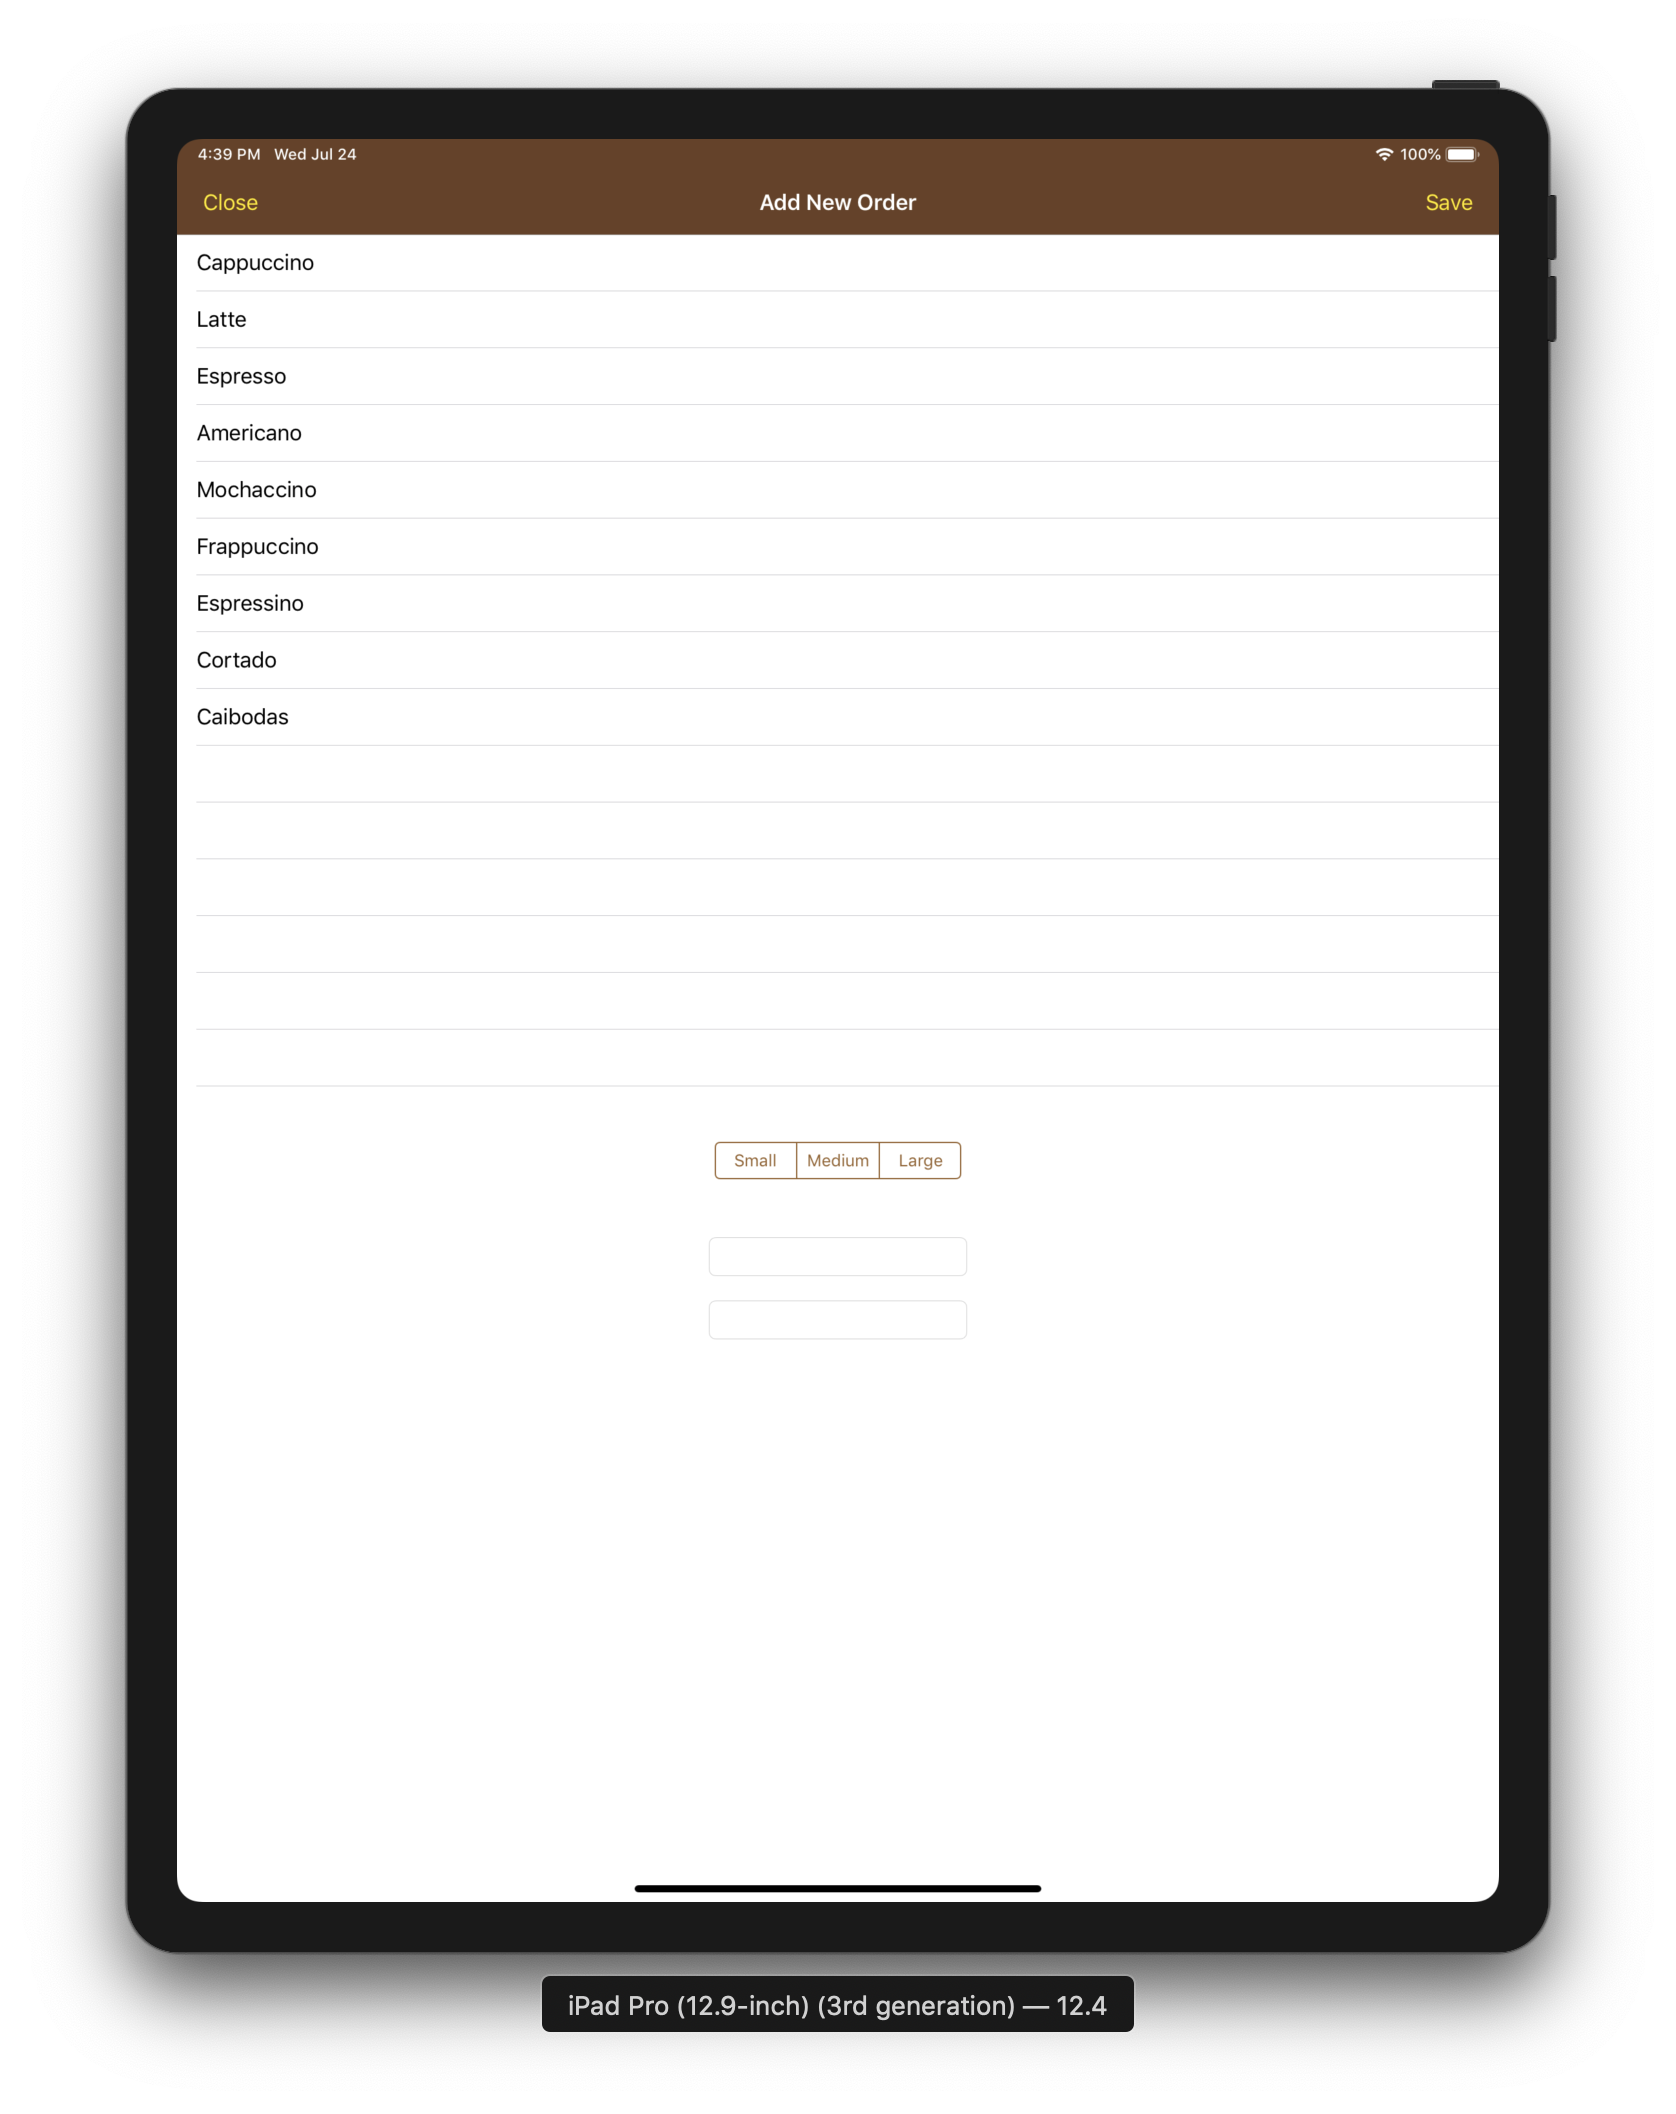 4:39 PM Wed Jul 24 100%
Close Add New Order Save
Cappuccino
Latte
Espresso
Americano
Mochaccino
Frappuccino
Espressino
Cortado
Caibodas
Small Medium Large
iPad Pro (12.9-inch) (3rd generation) — 12.4